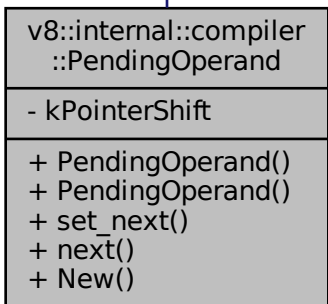 v8::internal::compiler
::PendingOperand
- kPointerShift
+ PendingOperand()
+ PendingOperand()
+ set_next()
+ next()
+ New()